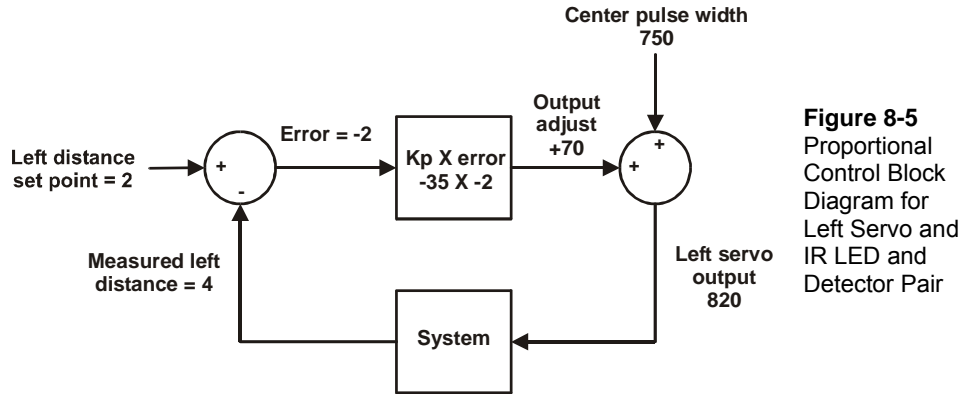 Center pulse width
750
Output
adjust
+70
Error = -2
Left distance
set point = 2
+
-
Kp X error
-35 X -2
+
+
Measured left
distance = 4
System
Left servo
output
820
Figure 8-5
Proportional
Control Block
Diagram for
Left Servo and
IR LED and
Detector Pair